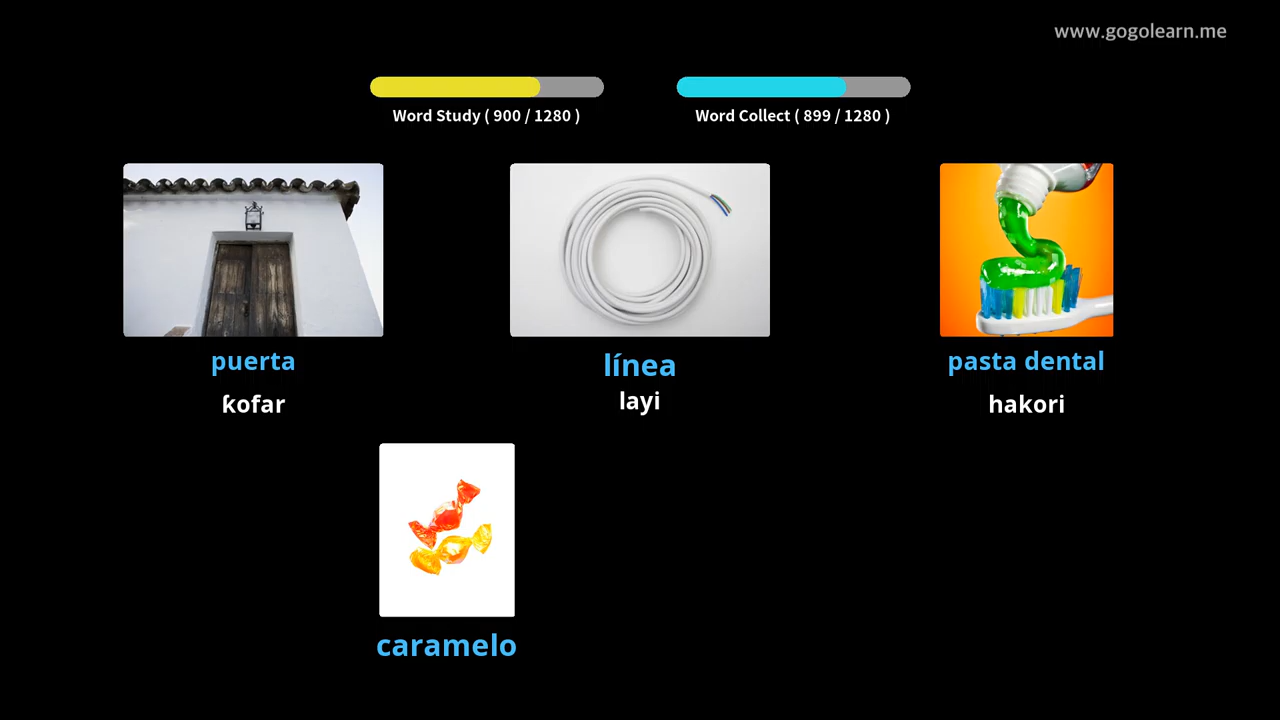 www.gogolearn.me
Word Study ( 900 / 1280 )
Word Collect ( 899 / 1280 )
puerta
línea
pasta dental
ƙofar
layi
hakori
caramelo